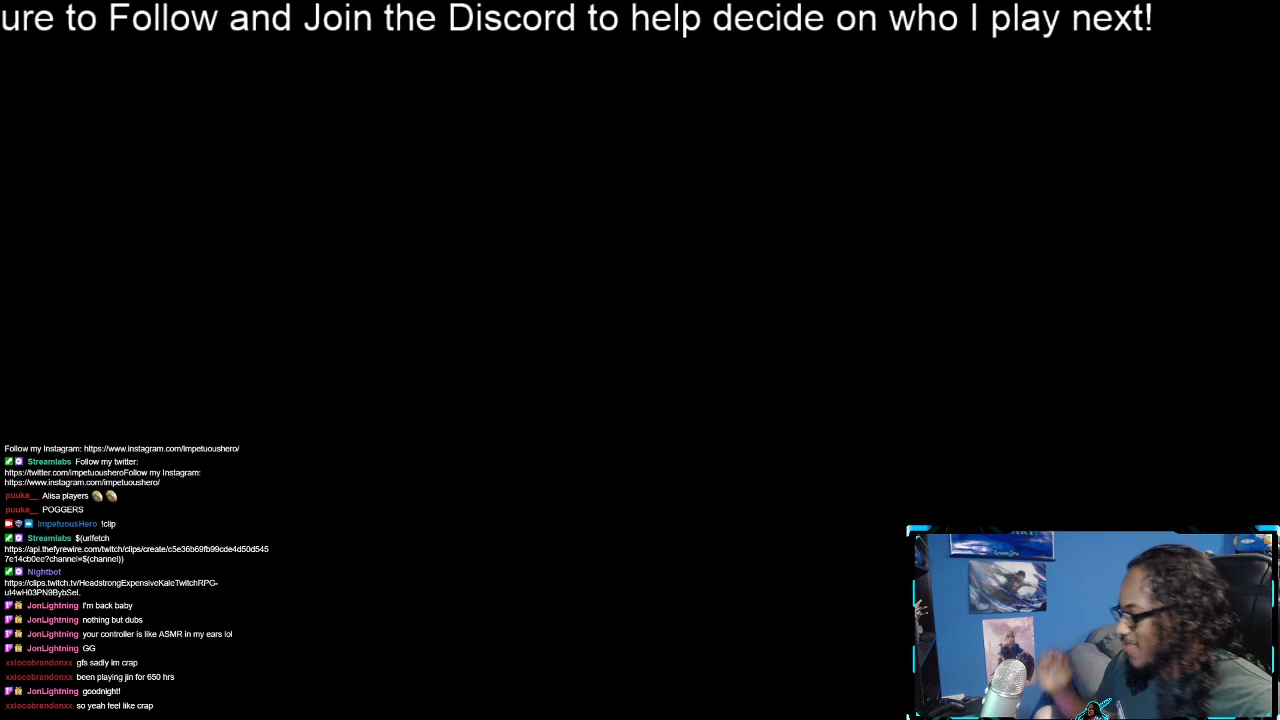 ure to Follow and Join the Discord to help decide on who I play next!
Follow my Instagram: https://www.instagram.com/impetuoushero/
Streamlabs Follow my twitter:
https://twitter.com/impetuousheroFollow my Instagram:
https://www.instagram.com/impetuoushero/
puuka__ Alisa players
puuka__ POGGERS
ImpetuousHero !clip
Streamlabs $(urlfetch
https://api.thefyrewire.com/twitch/clips/create/c5e36b69fb99cde4d50d545
7e14cb0ee?channel=$(channel))
Nightbot
https://clips.twitch.tv/HeadstrongExpensiveKaleTwitchRPG-
uf4wH03PN9BybSeL
JonLightning I'm back baby
JonLightning nothing but dubs
JonLightning your controller is like ASMR in my ears lol
JonLightning GG
xxlocobrandonxx gfs sadly im crap
xxlocobrandonxx been playing jin for 650 hrs
JonLightning goodnight!
xxlocobrandonxx so yeah feel like crap